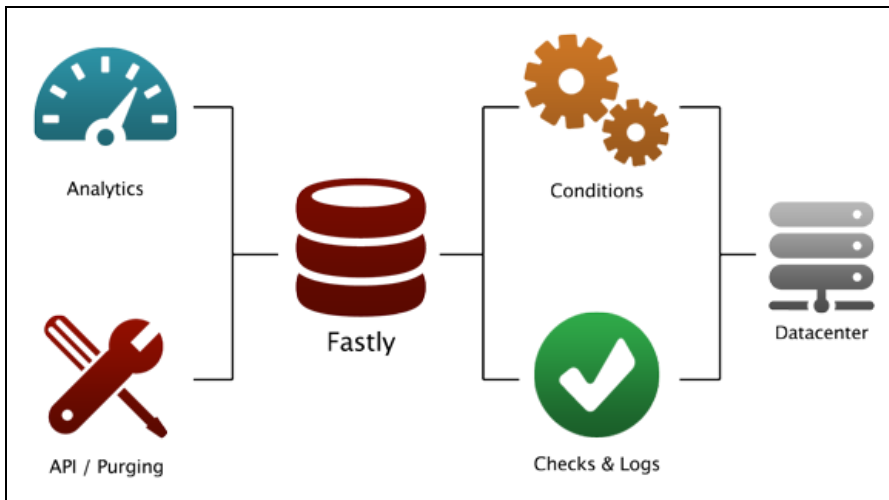 Analytics
Conditions
Fastly
Datacenter
API / Purging
Checks & Logs